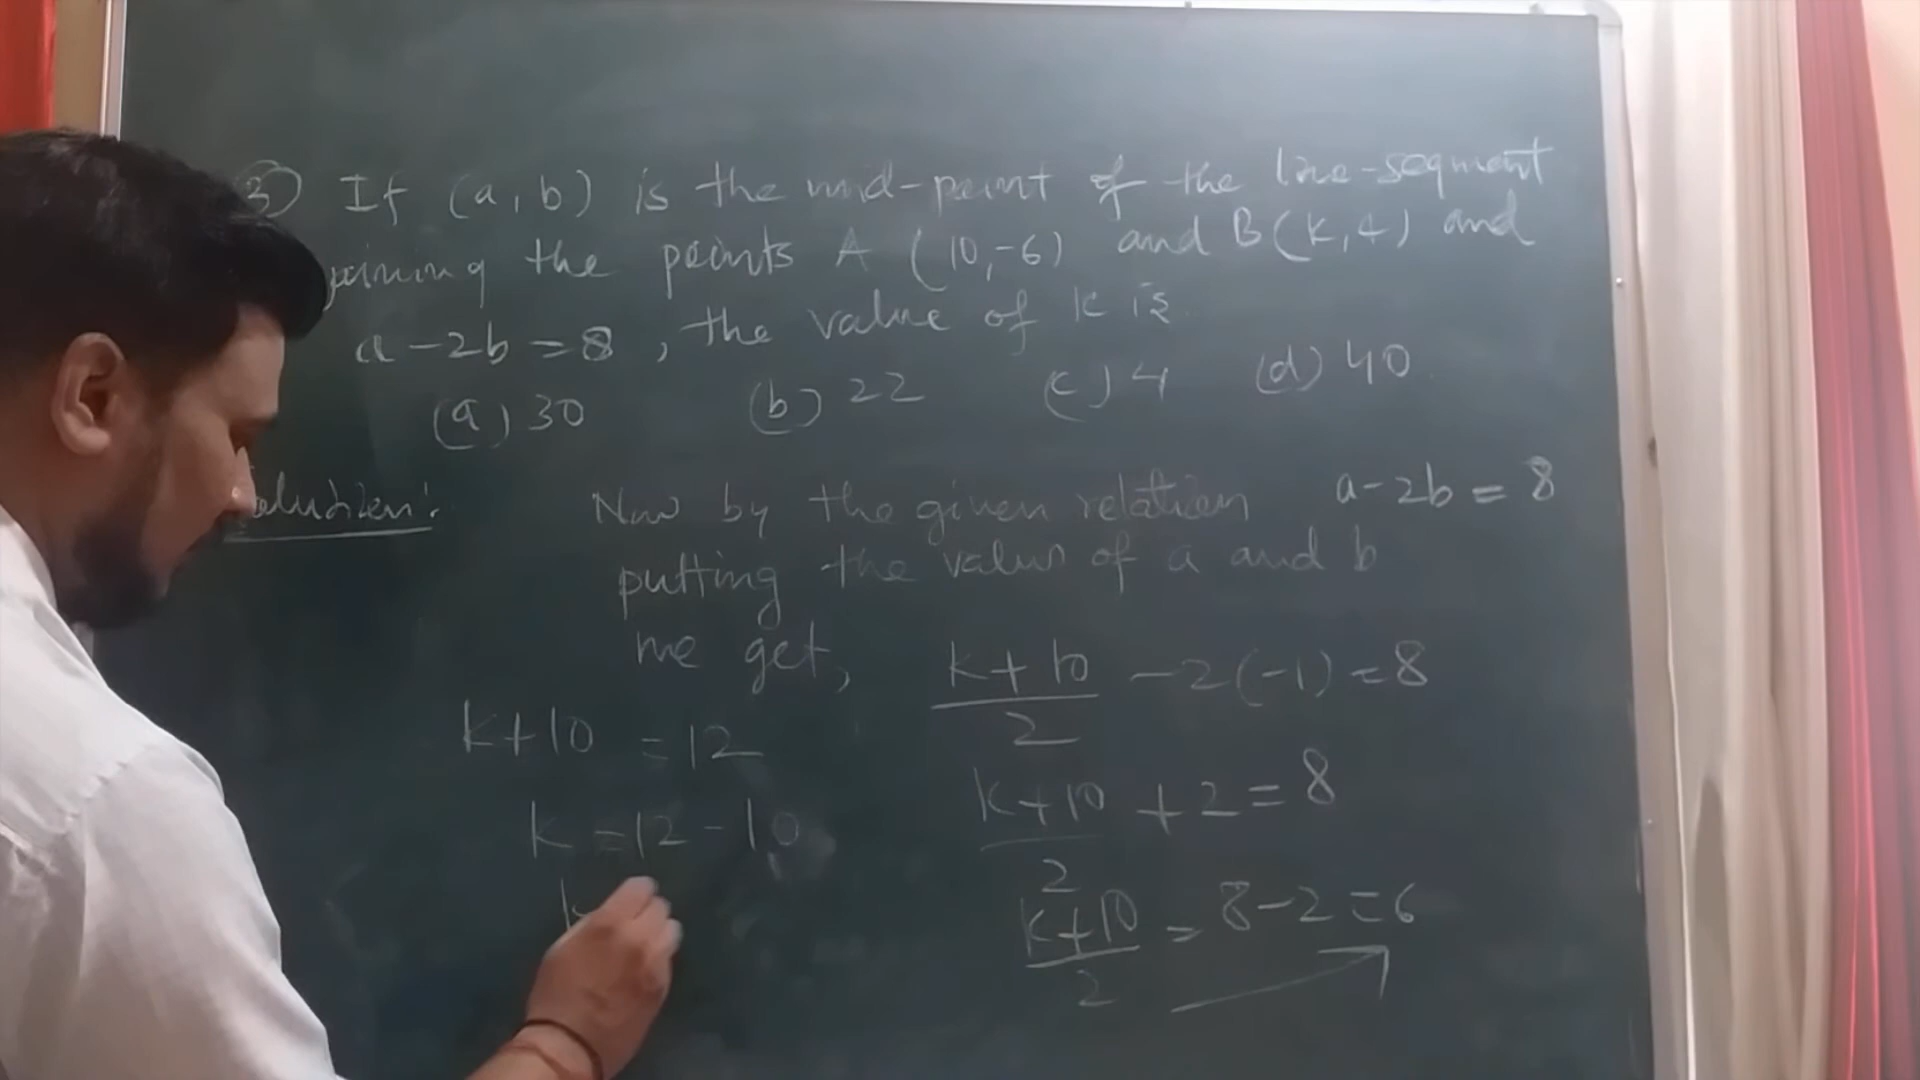 3) If (a, b) is the mid-point of the line-segment
joining the points A (10,-6) and B(k,4) and
a-2b=8, the value of k is
(a) 30 (b) 22 (c) 4 (d) 40
olution: Now by the given relation a-2b=8
putting the value of a and b
we get, (k+10)/2 -2(-1)=8
k+10 =12
(k+10)/2 +2=8
k =12-10
(k+10)/2 = 8-2=6
k